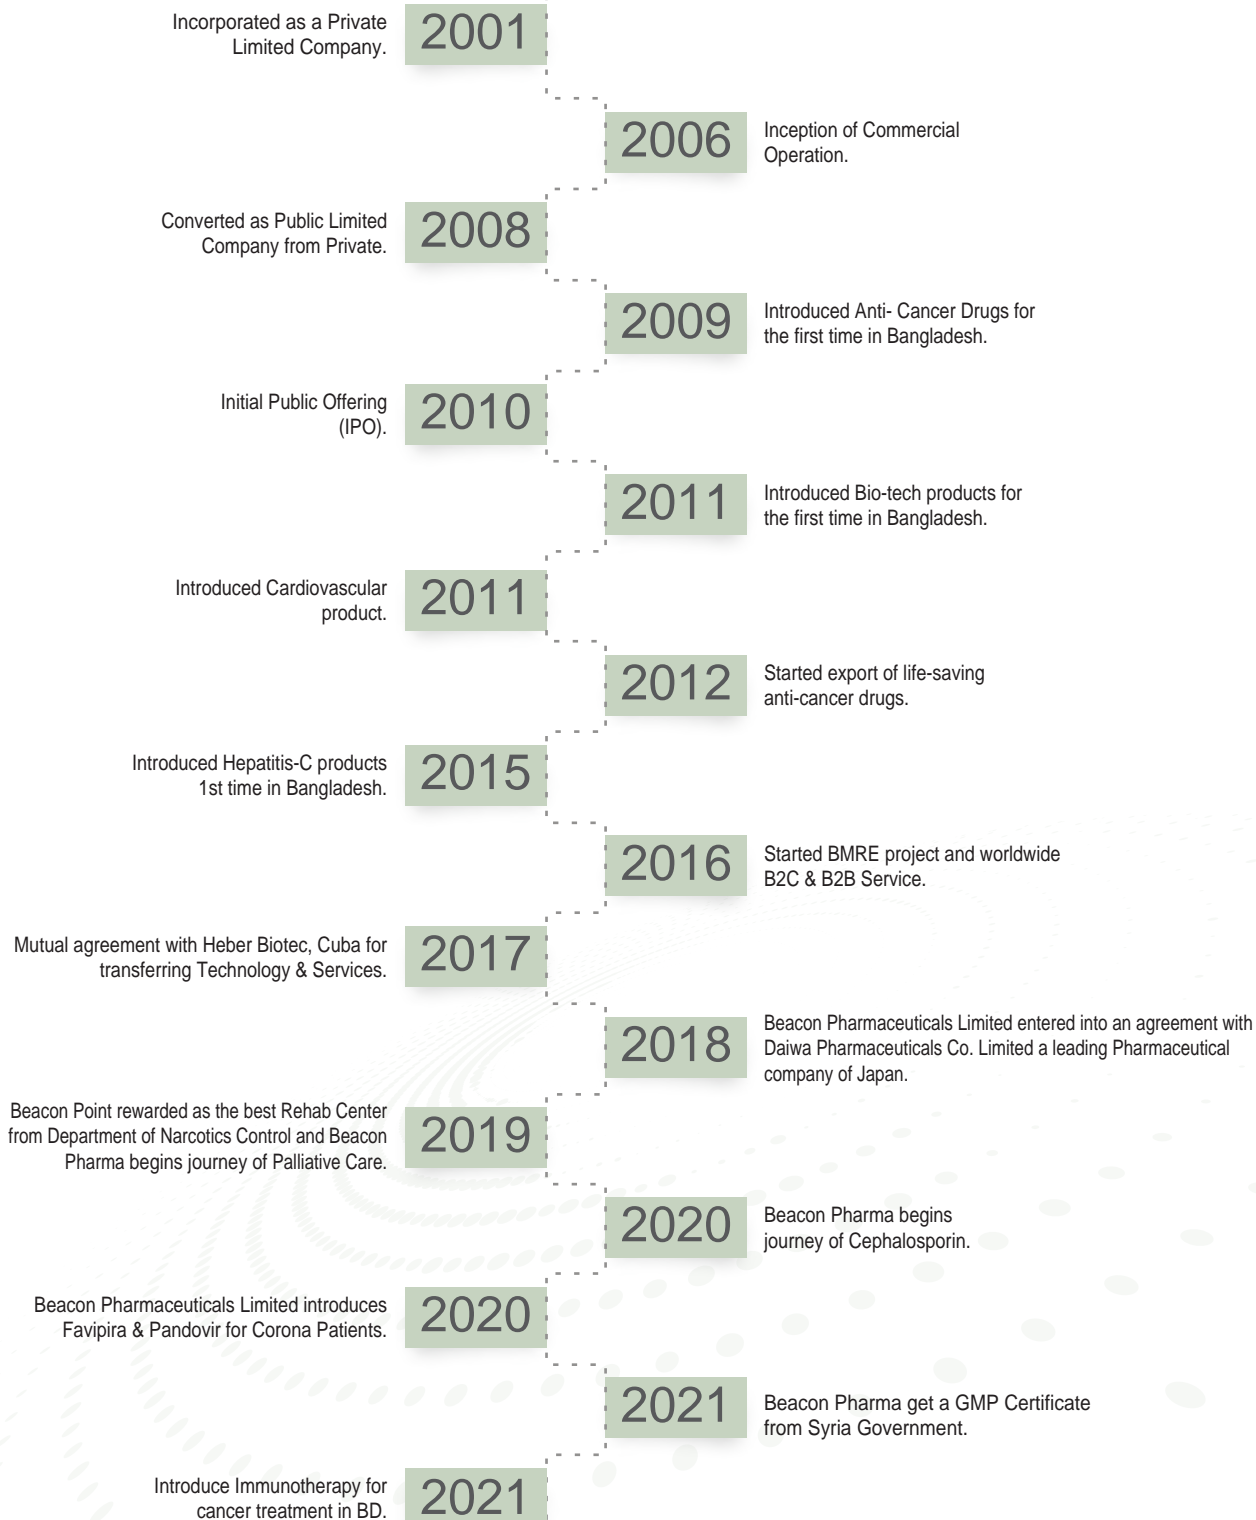 Incorporated as a Private
Limited Company.
2001
2006
Inception of Commercial
Operation.
Converted as Public Limited
Company from Private.
2008
2009
Introduced Anti- Cancer Drugs for
the first time in Bangladesh.
Initial Public Offering
(IPO).
2010
2011
Introduced Bio-tech products for
the first time in Bangladesh.
Introduced Cardiovascular
product.
2011
2012
Started export of life-saving
anti-cancer drugs.
Introduced Hepatitis-C products
1st time in Bangladesh.
2015
2016
Started BMRE project and worldwide
B2C & B2B Service.
Mutual agreement with Heber Biotec, Cuba for
transferring Technology & Services.
2017
2018
Beacon Pharmaceuticals Limited entered into an agreement with
Daiwa Pharmaceuticals Co. Limited a leading Pharmaceutical
company of Japan.
Beacon Point rewarded as the best Rehab Center
from Department of Narcotics Control and Beacon
Pharma begins journey of Palliative Care.
2019
2020
Beacon Pharma begins
journey of Cephalosporin.
Beacon Pharmaceuticals Limited introduces
Favipira & Pandovir for Corona Patients.
2020
2021
Beacon Pharma get a GMP Certificate
from Syria Government.
Introduce Immunotherapy for
cancer treatment in BD.
2021